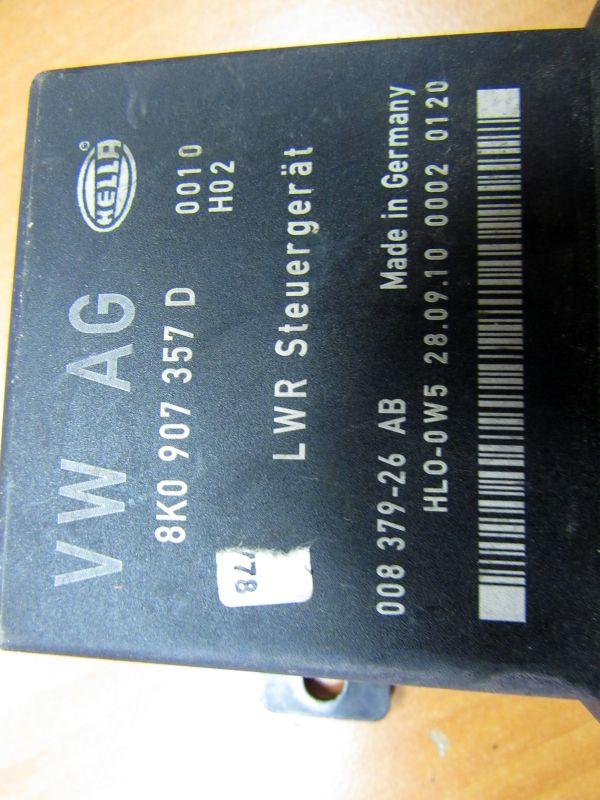 VW AG
HELLA
©
8K0 907 357 D
0010
H02
LWR Steuergerät
778
008 379-26 AB
Made in Germany
HLO-0W5 28.09.10 0002 0120